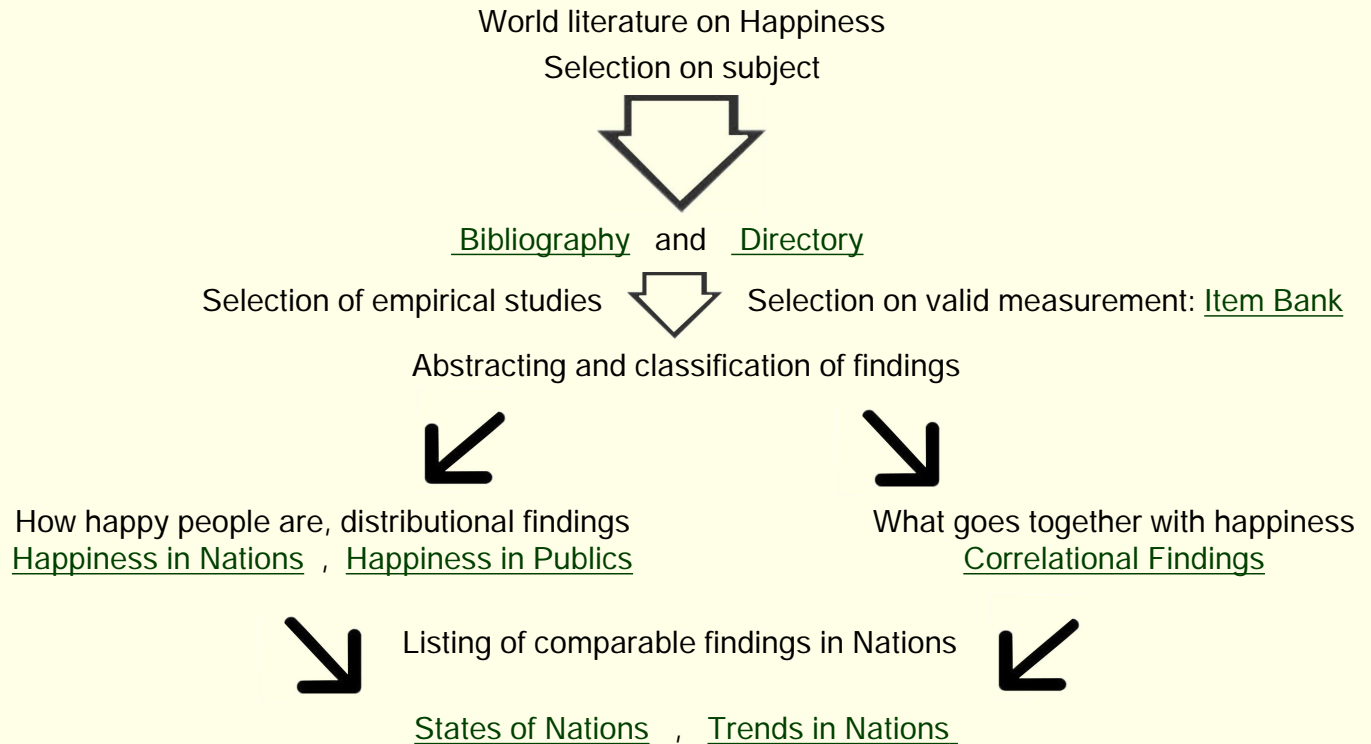 World literature on Happiness
Selection on subject
Bibliography and Directory
Selection of empirical studies Selection on valid measurement: Item Bank
Abstracting and classification of findings
How happy people are, distributional findings What goes together with happiness
Happiness in Nations , Happiness in Publics Correlational Findings
Listing of comparable findings in Nations
States of Nations , Trends in Nations